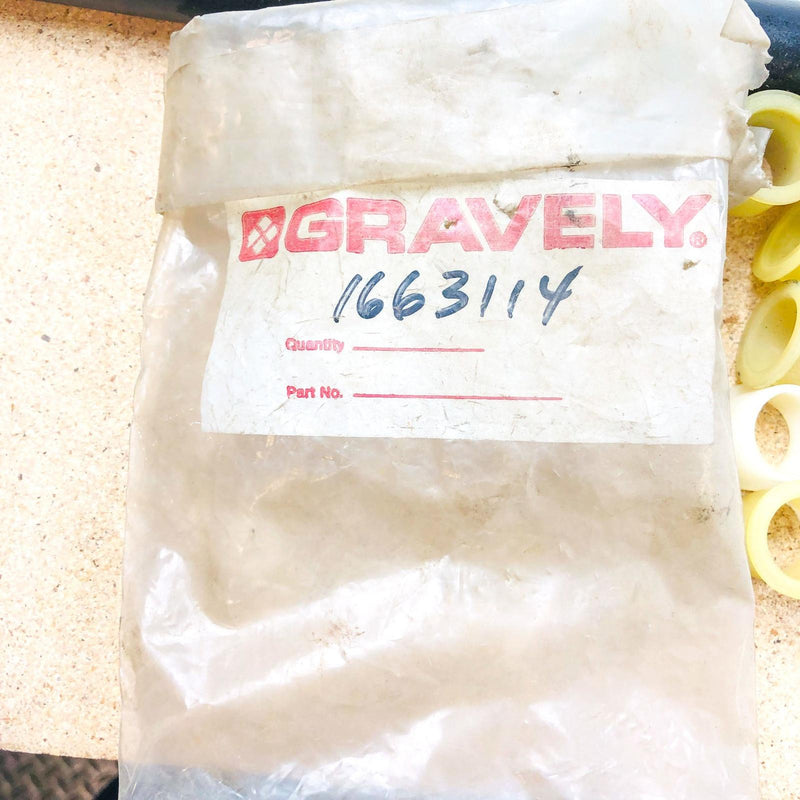 GRAVELY®
1663114
Quantity
Part No.